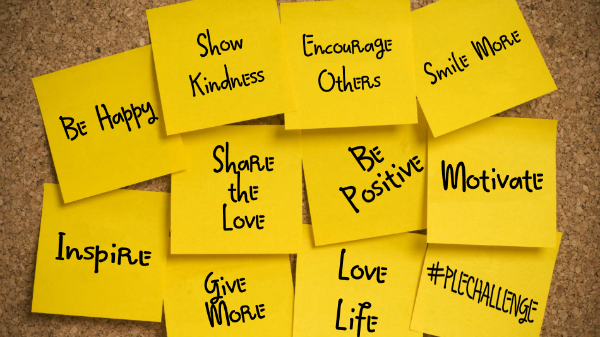 Be Happy
Show
Kindness
Encourage
Others
Smile More
Share
the
Love
Be
Positive
Motivate
Inspire
Give
More
Love
Life
#PLECHALLENGE